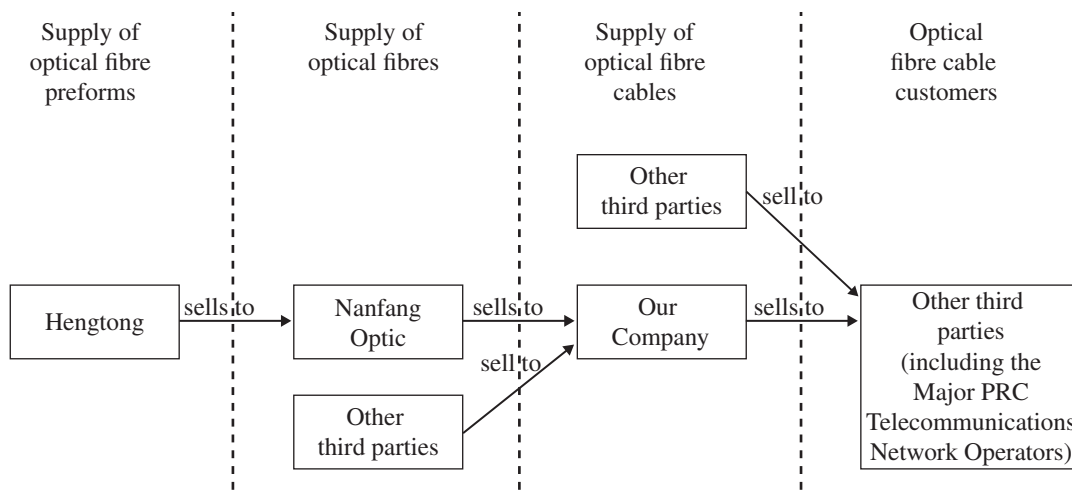 Supply of
optical fibre
preforms
Supply of
optical fibres
Supply of
optical fibre
cables
Optical
fibre cable
customers
Other
third parties
sell to
Hengtong
sells to
Nanfang
Optic
sells to
Our
Company
sells to
Other third
parties
(including the
Major PRC
Telecommunications
Network Operators)
sell to
Other
third parties